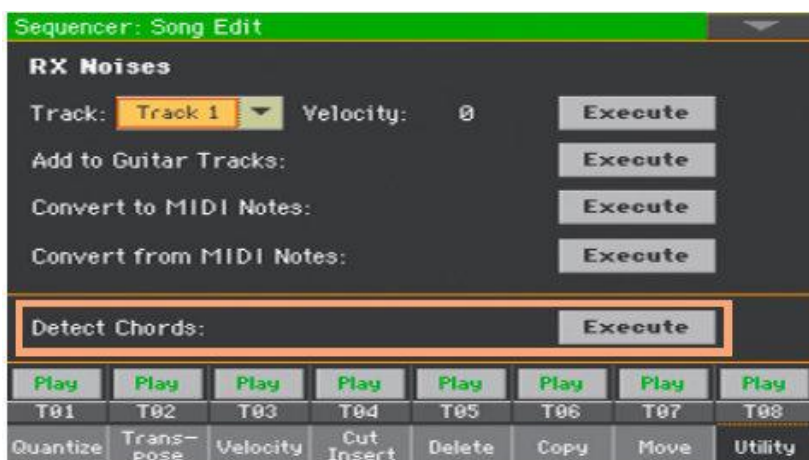 Sequencer: Song Edit
RX Noises
Track: Track 1 Velocity: 0 Execute
Add to Guitar Tracks: Execute
Convert to MIDI Notes: Execute
Convert from MIDI Notes: Execute
Detect Chords: Execute
Play Play Play Play Play Play Play Play
T01 T02 T03 T04 T05 T06 T07 T08
Quantize Trans-pose Velocity Cut Insert Delete Copy Move Utility